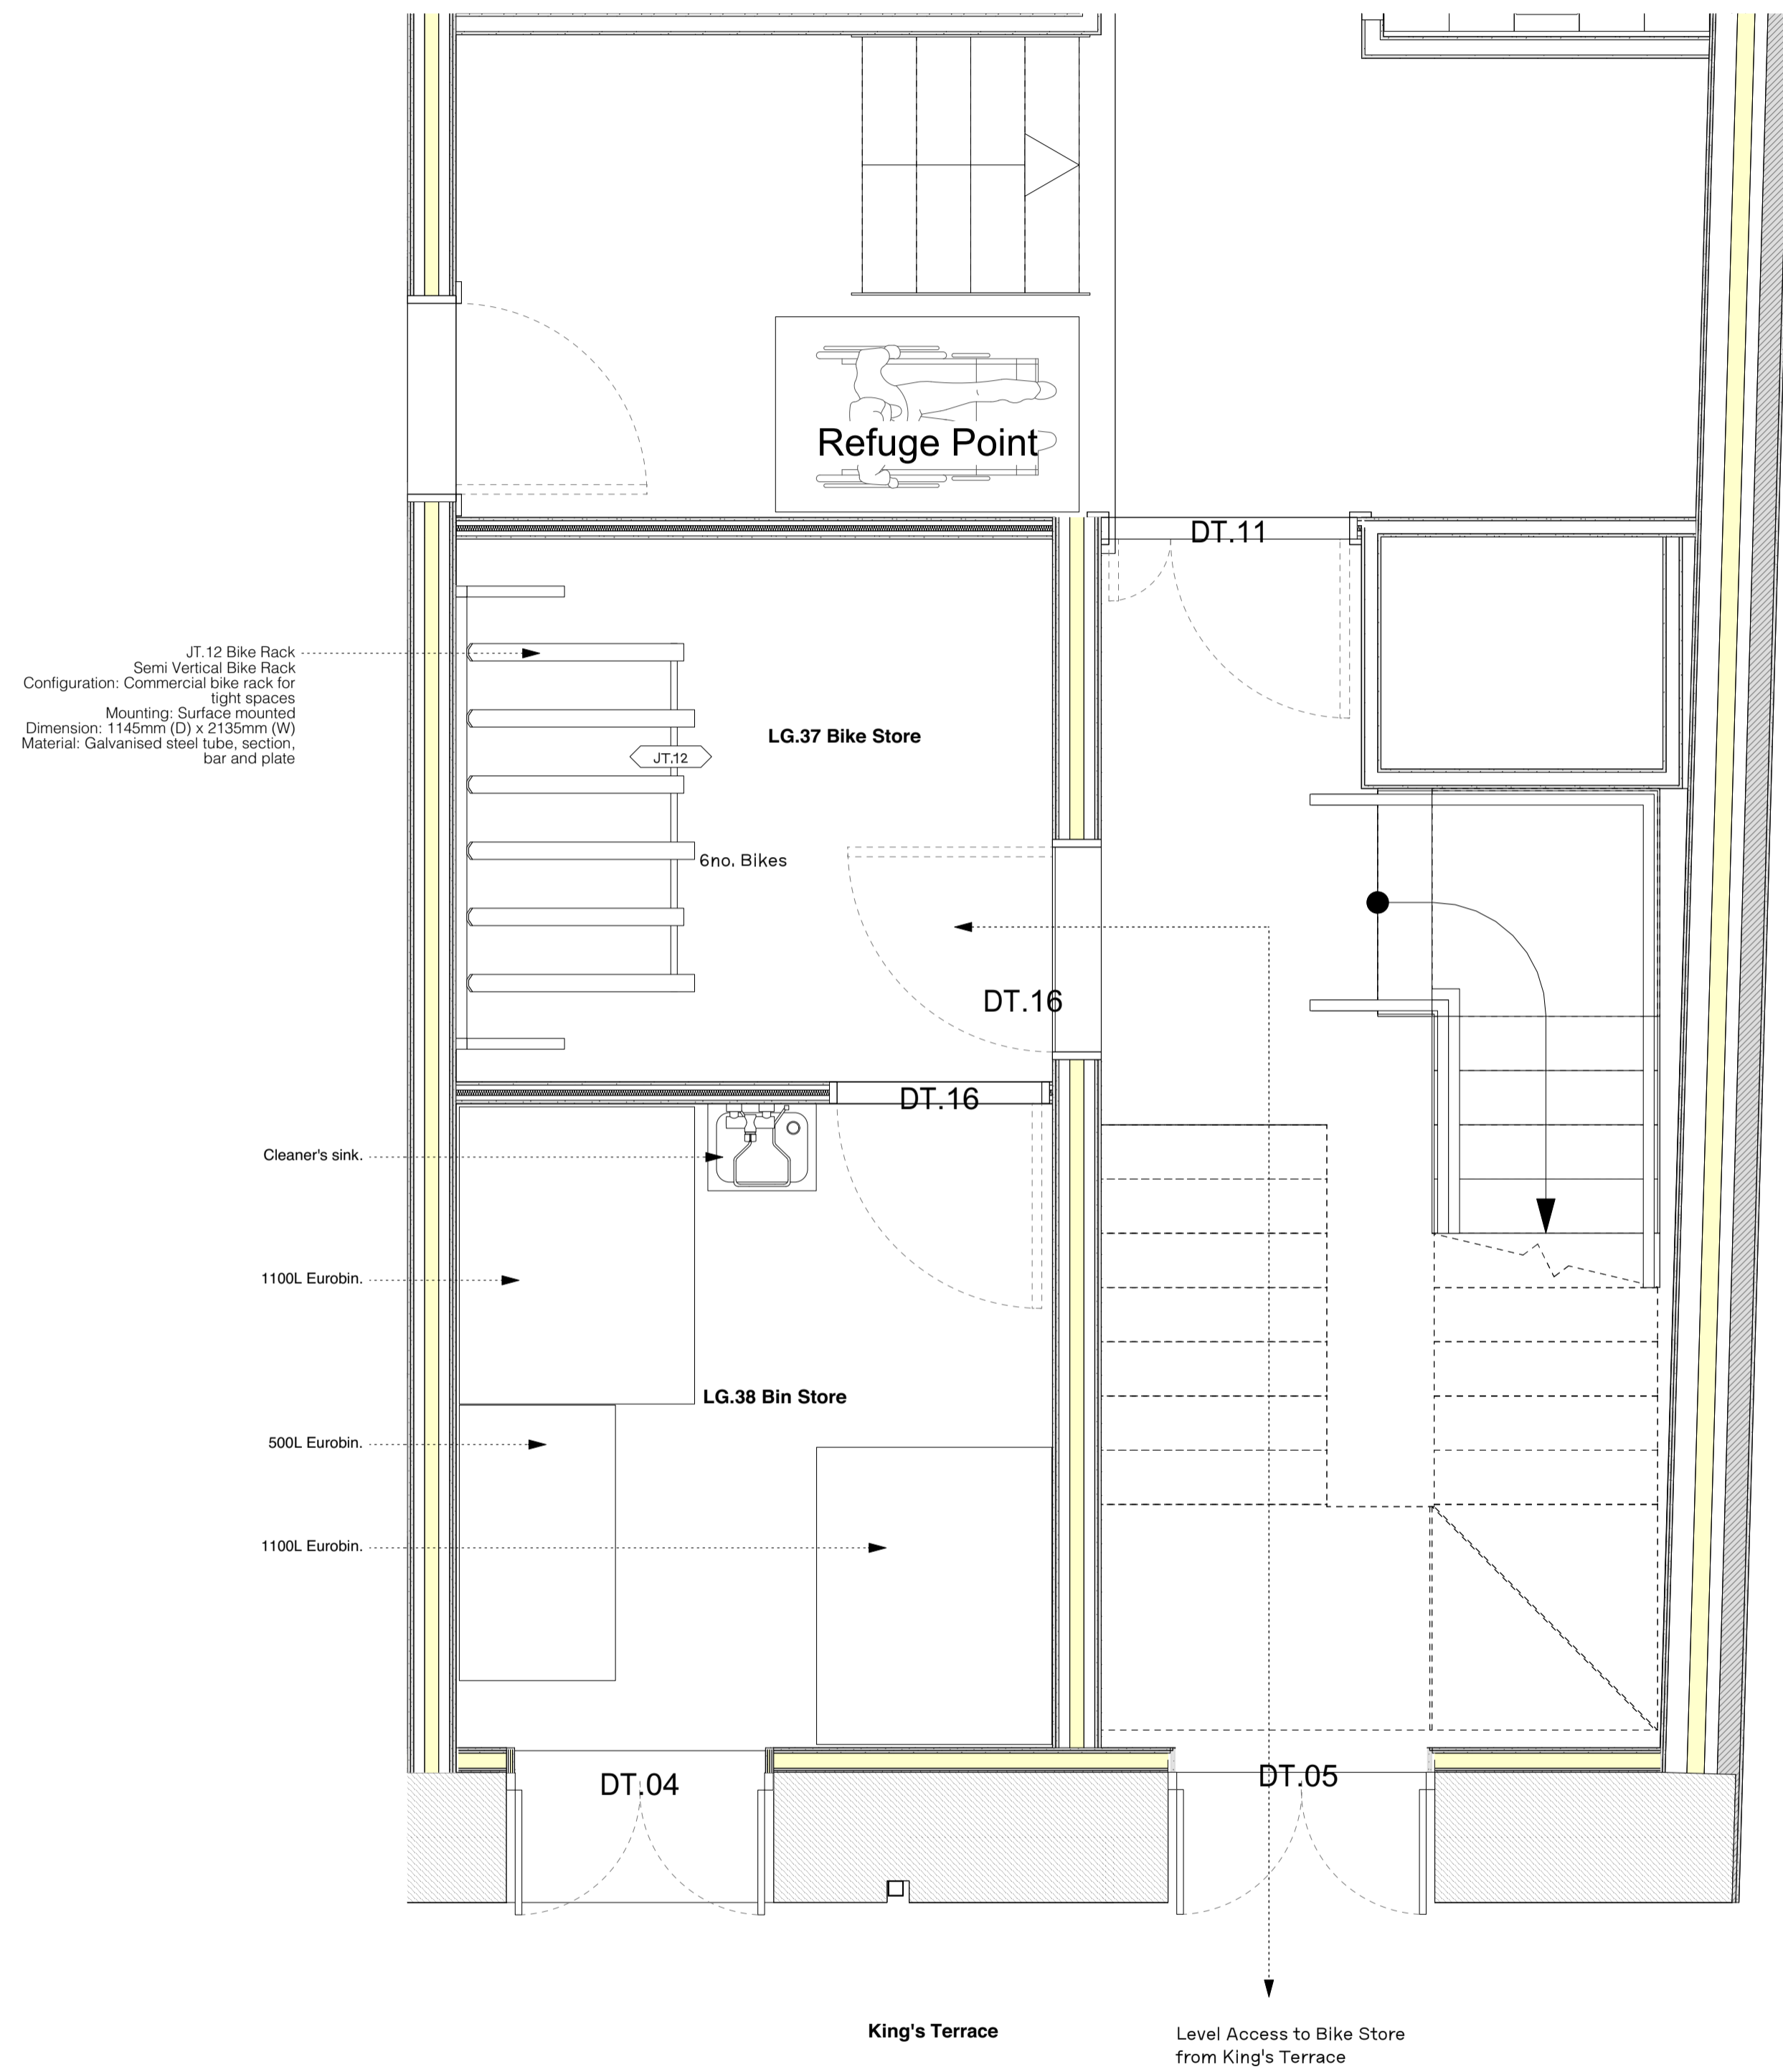 Refuge Point
DT.11
JT.12 Bike Rack
Semi Vertical Bike Rack
Configuration: Commercial bike rack for
tight spaces
Mounting: Surface mounted
Dimension: 1145mm (D) x 2135mm (W)
Material: Galvanised steel tube, section,
bar and plate
LG.37 Bike Store
JT.12
6no. Bikes
DT.16
DT.16
Cleaner's sink.
1100L Eurobin.
LG.38 Bin Store
500L Eurobin.
1100L Eurobin.
DT.04
DT.05
King's Terrace
Level Access to Bike Store
from King's Terrace